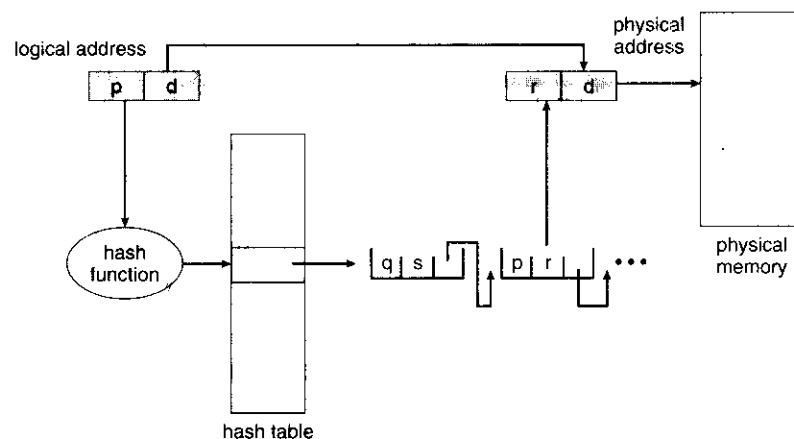 logical address
physical
address
p d
r d
hash
function
q s
p r
•••
physical
memory
hash table